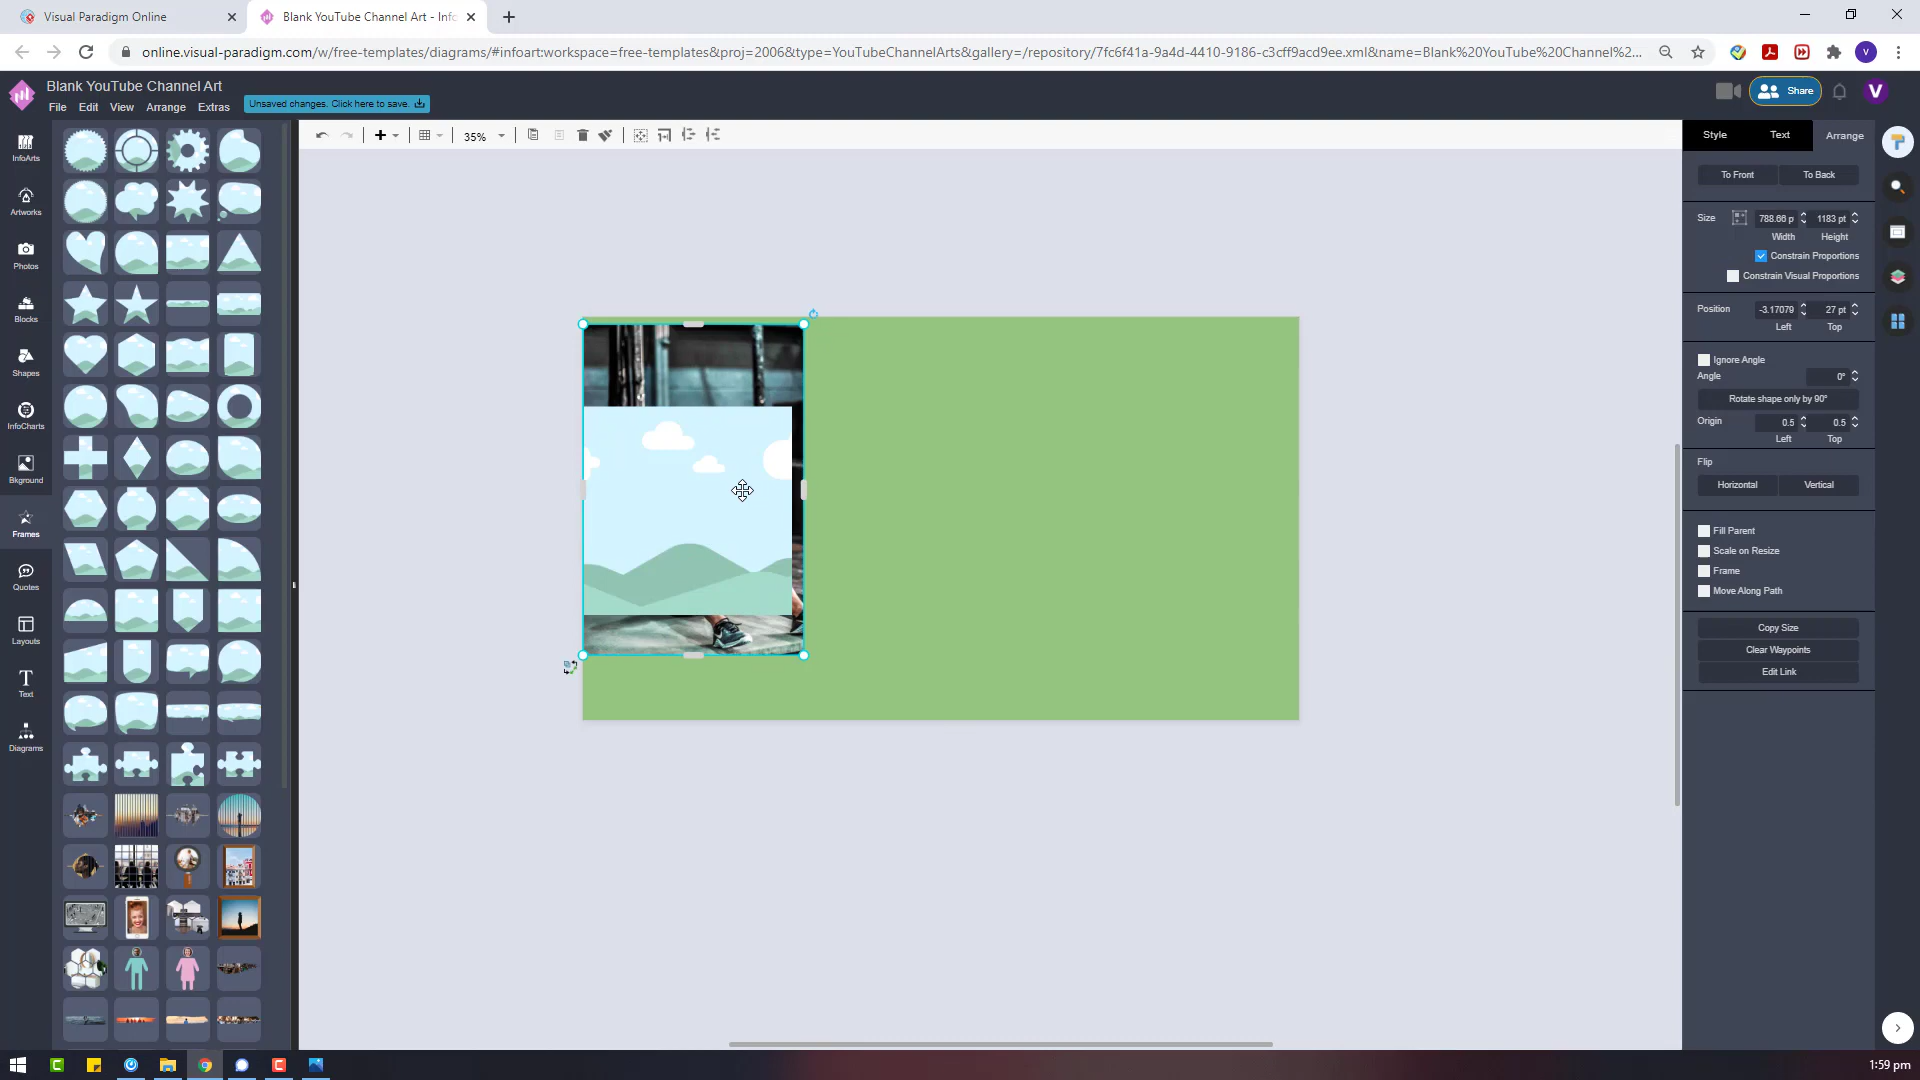 Visual Paradigm Online
Blank YouTube Channel Art - Info
online.visual-paradigm.com/w/free-templates/diagrams/#infoart:workspace=free-templates&proj=2006&type=YouTubeChannelArts&gallery=/repository/7fc6f41a-9a4d-4410-9186-c3cff9acd9ee.xml&name=Blank%20YouTube%20Channel%2...
V
Blank YouTube Channel Art
File Edit View Arrange Extras
Unsaved changes. Click here to save.
Share
V
InfoArts
Artworks
Photos
Blocks
Shapes
InfoCharts
Bkground
Frames
Quotes
Layouts
Text
Diagrams
35%
Style Text Arrange
To Front To Back
Size 788.66 p 1183 pt
Width Height
Constrain Proportions
Constrain Visual Proportions
Position -3.17079 27 pt
Left Top
Ignore Angle
Angle 0°
Rotate shape only by 90°
Origin 0.5 0.5
Left Top
Flip
Horizontal Vertical
Fill Parent
Scale on Resize
Frame
Move Along Path
Copy Size
Clear Waypoints
Edit Link
1:59 pm